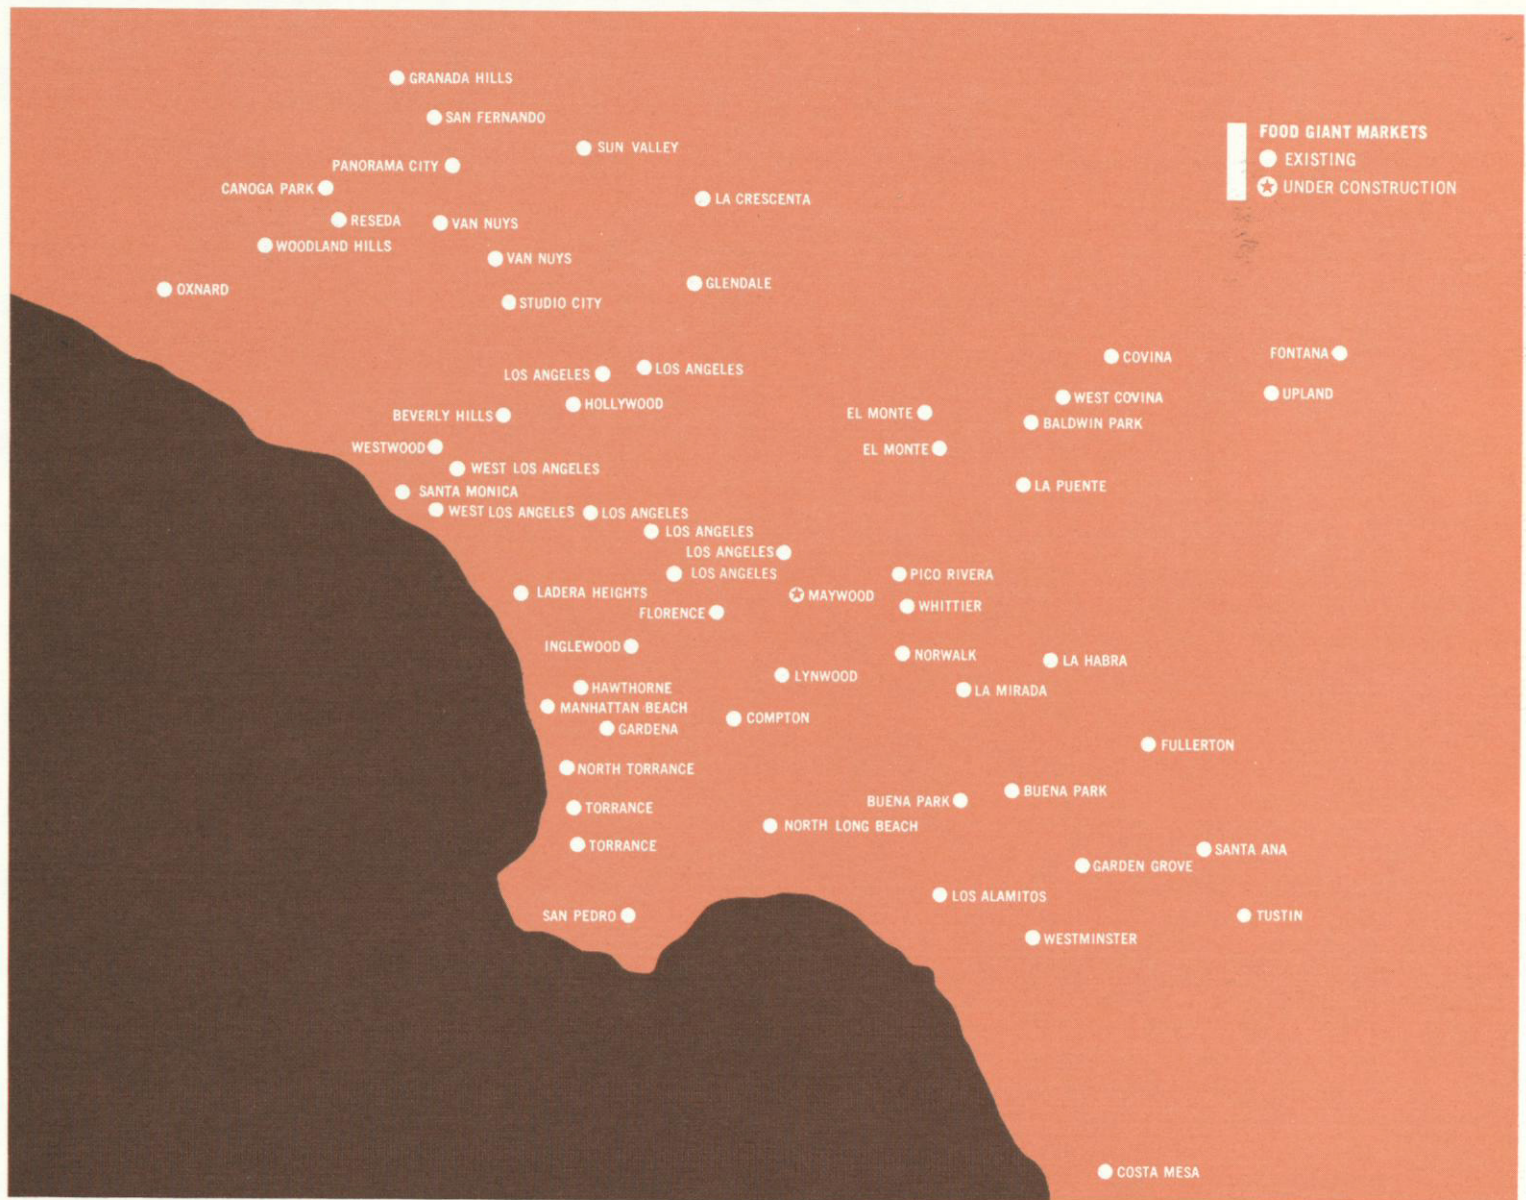 GRANADA HILLS
SAN FERNANDO
SUN VALLEY
FOOD GIANT MARKETS
EXISTING
UNDER CONSTRUCTION
PANORAMA CITY
CANOGA PARK
LA CRESCENTA
RESEDA
VAN NUYS
WOODLAND HILLS
VAN NUYS
OXNARD
GLENDALE
STUDIO CITY
COVINA
FONTANA
LOS ANGELES
LOS ANGELES
WEST COVINA
UPLAND
HOLLYWOOD
BEVERLY HILLS
EL MONTE
BALDWIN PARK
WESTWOOD
EL MONTE
WEST LOS ANGELES
LA PUENTE
SANTA MONICA
WEST LOS ANGELES
LOS ANGELES
LOS ANGELES
LOS ANGELES
LOS ANGELES
PICO RIVERA
LADERA HEIGHTS
MAYWOOD
WHITTIER
FLORENCE
INGLEWOOD
NORWALK
LA HABRA
LYNWOOD
HAWTHORNE
LA MIRADA
MANHATTAN BEACH
COMPTON
GARDENA
FULLERTON
NORTH TORRANCE
BUENA PARK
BUENA PARK
TORRANCE
NORTH LONG BEACH
TORRANCE
SANTA ANA
GARDEN GROVE
LOS ALAMITOS
SAN PEDRO
TUSTIN
WESTMINSTER
COSTA MESA